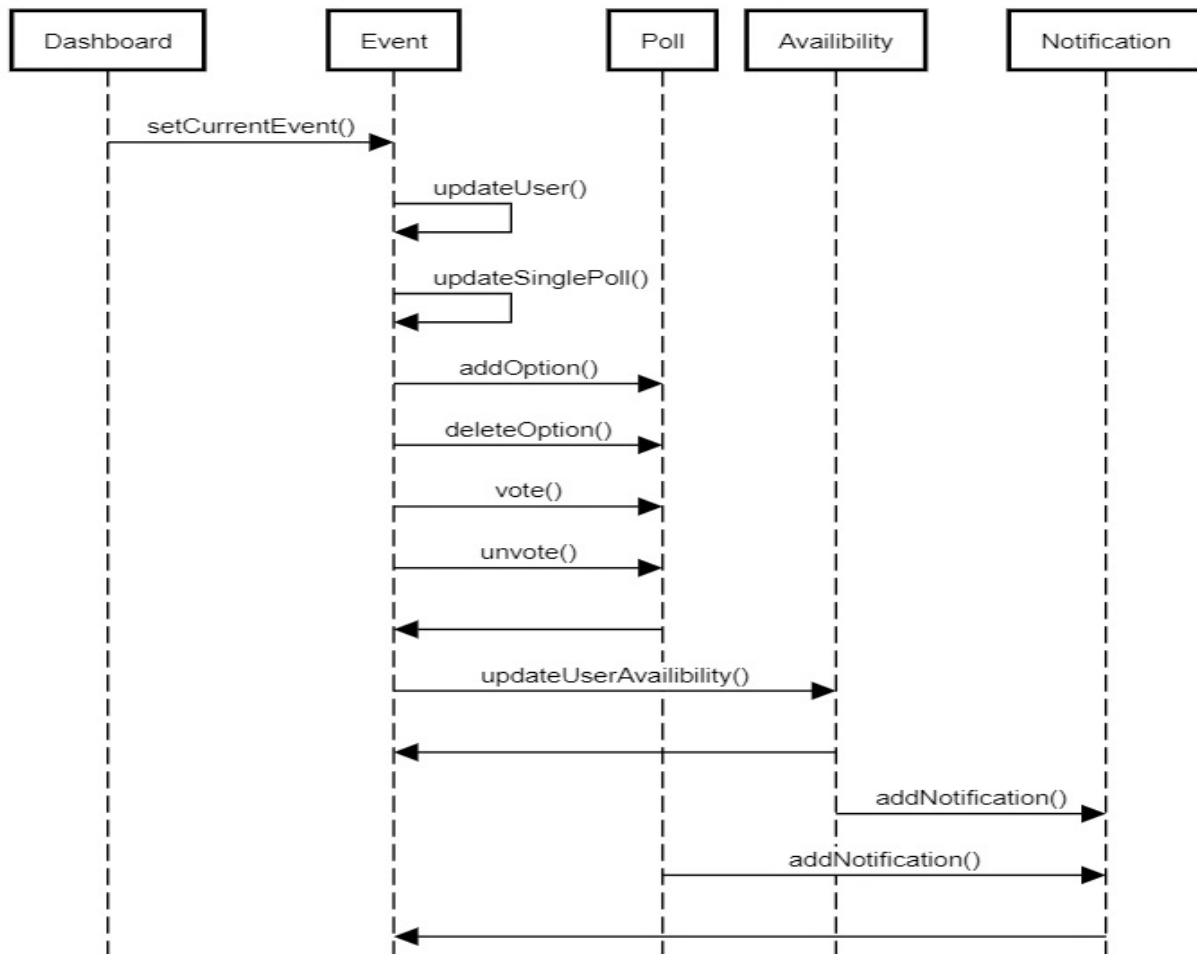 Dashboard
Event
Poll
Availibility
Notification
setCurrentEvent()
updateUser()
updateSinglePoll()
addOption()
deleteOption()
vote()
unvote()
updateUserAvailibility()
addNotification()
addNotification()